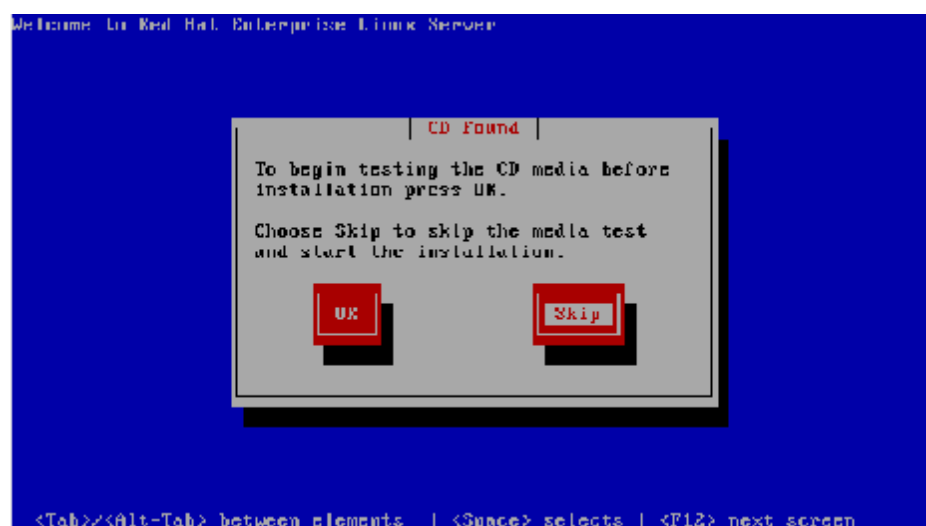 Welcome to Red Hat Enterprise Linux Server
CD Found
To begin testing the CD media before
installation press OK.
Choose Skip to skip the media test
and start the installation.
OK Skip
<Tab>/<Alt-Tab> between elements | <Space> selects | <F12> next screen